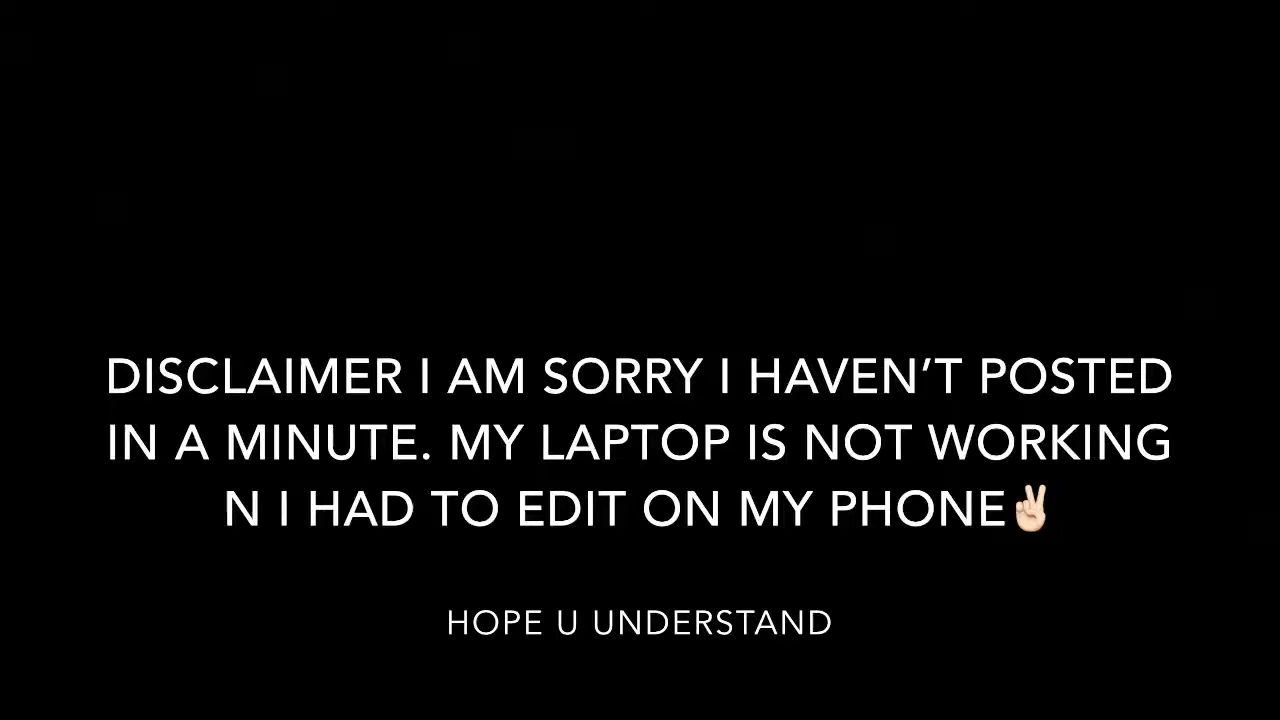 DISCLAIMER I AM SORRY I HAVEN’T POSTED
IN A MINUTE. MY LAPTOP IS NOT WORKING
N I HAD TO EDIT ON MY PHONE✌🏻
HOPE U UNDERSTAND